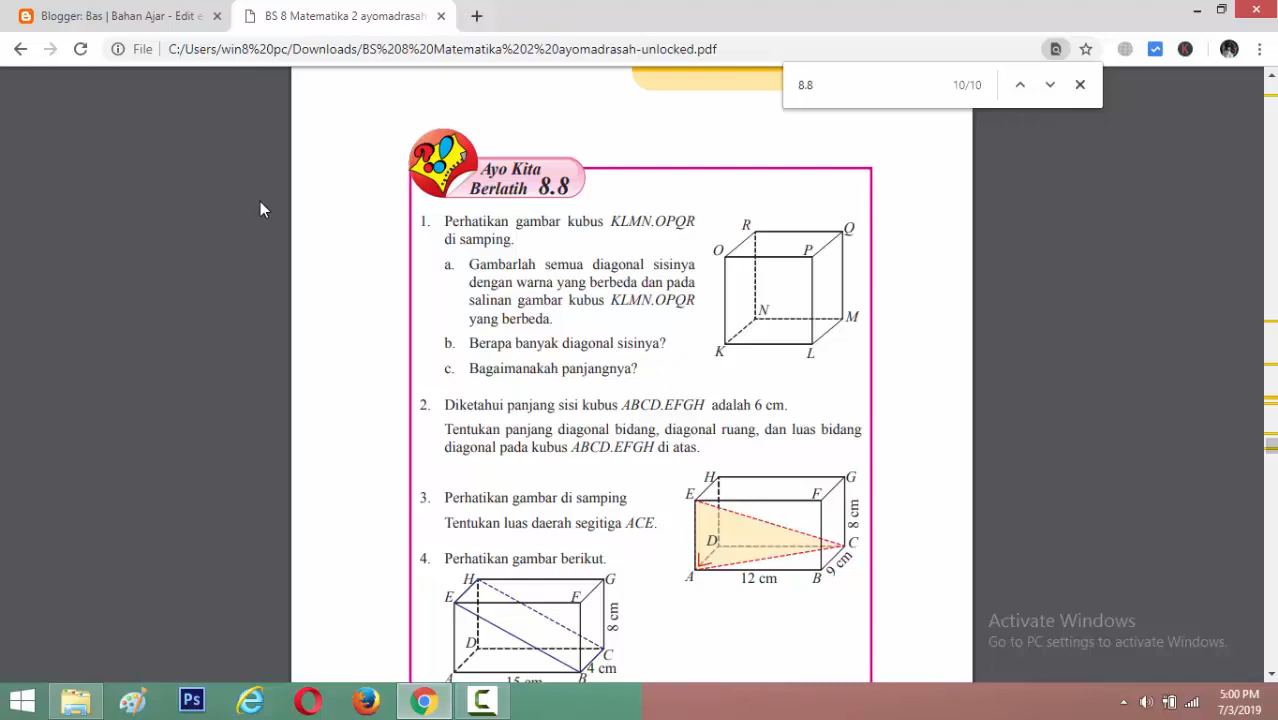 Blogger: Bas | Bahan Ajar - Edit e
BS 8 Matematika 2 ayomadrasah
File
C:/Users/win8%20pc/Downloads/BS%208%20Matematika%202%20ayomadrasah-unlocked.pdf
8.8
10/10
Ayo Kita
Berlatih 8.8
1. Perhatikan gambar kubus KLMN.OPQR
di samping.
a. Gambarlah semua diagonal sisinya
dengan warna yang berbeda dan pada
salinan gambar kubus KLMN.OPQR
yang berbeda.
b. Berapa banyak diagonal sisinya?
c. Bagaimanakah panjangnya?
R
Q
O
P
N
M
K
L
2. Diketahui panjang sisi kubus ABCD.EFGH adalah 6 cm.
Tentukan panjang diagonal bidang, diagonal ruang, dan luas bidang
diagonal pada kubus ABCD.EFGH di atas.
3. Perhatikan gambar di samping
Tentukan luas daerah segitiga ACE.
H
G
E
F
8 cm
D
C
9 cm
A
12 cm
B
4. Perhatikan gambar berikut.
H
G
E
F
8 cm
D
C
4 cm
A
15 cm
B
Activate Windows
Go to PC settings to activate Windows.
Ps
5:00 PM
7/3/2019